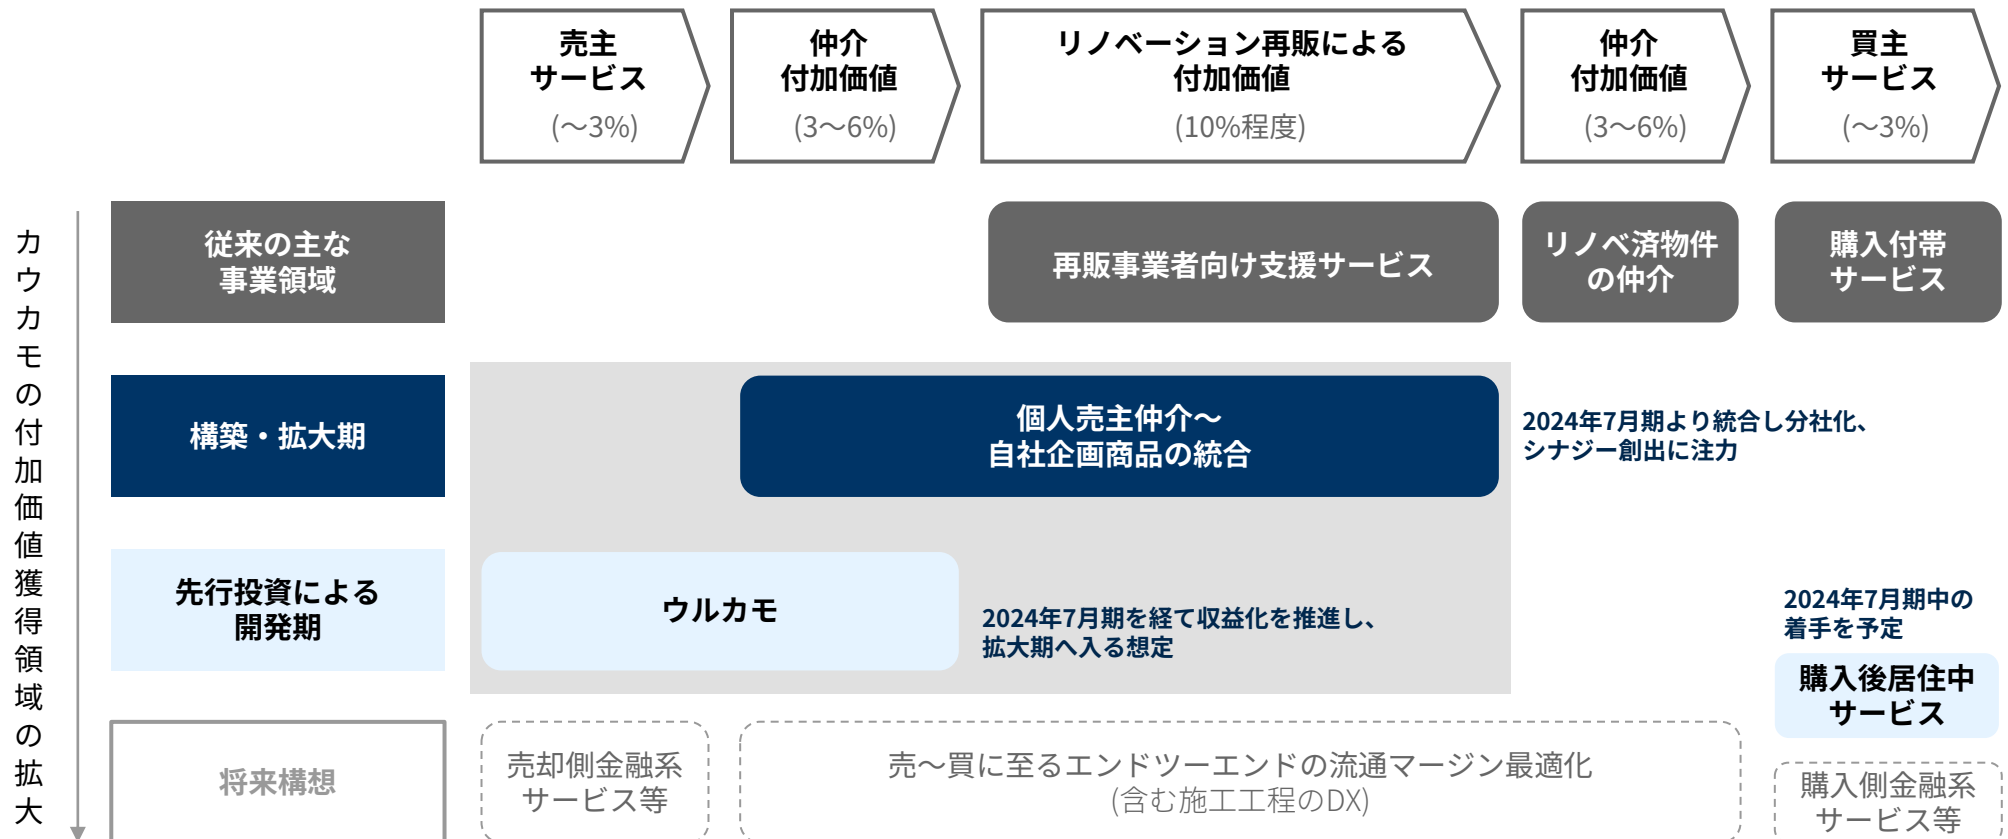 売主
サービス
(〜3%)
仲介
付加価値
(3〜6%)
リノベーション再販による
付加価値
(10%程度)
仲介
付加価値
(3〜6%)
買主
サービス
(〜3%)
カウカモの付加価値獲得領域の拡大
従来の主な
事業領域
再販事業者向け支援サービス
リノベ済物件
の仲介
購入付帯
サービス
構築・拡大期
個人売主仲介〜
自社企画商品の統合
2024年7月期より統合し分社化、
シナジー創出に注力
先行投資による
開発期
ウルカモ
2024年7月期を経て収益化を推進し、
拡大期へ入る想定
2024年7月期中の
着手を予定
購入後居住中
サービス
将来構想
売却側金融系
サービス等
売〜買に至るエンドツーエンドの流通マージン最適化
(含む施工工程のDX)
購入側金融系
サービス等